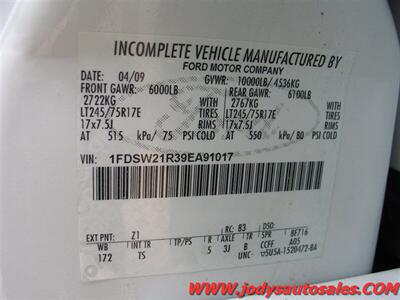 INCOMPLETE VEHICLE MANUFACTURED BY
FORD MOTOR COMPANY
DATE 04/09 GVWR: 10000LB/4536KG
FRONT GAWR: 6000LB REAR GAWR: 6100LB
2722KG WITH 2767KG WITH
LT245/75R17E TIRES LT245/75R17E TIRES
17x7.5J RIMS 17x7.5J RIMS
AT 515 kPa/ 75 PSI COLD AT 550 kPa/ 80 PSI COLD
VIN: 1FDSW21R39EA91017
EXT PNT: Z1 RC: 83 DSO:
WB INT TR TP/PS R AXLE TR SPR BF716
172 TS 5 3J B CCFF A05
UNC
www.jodysautosales.com